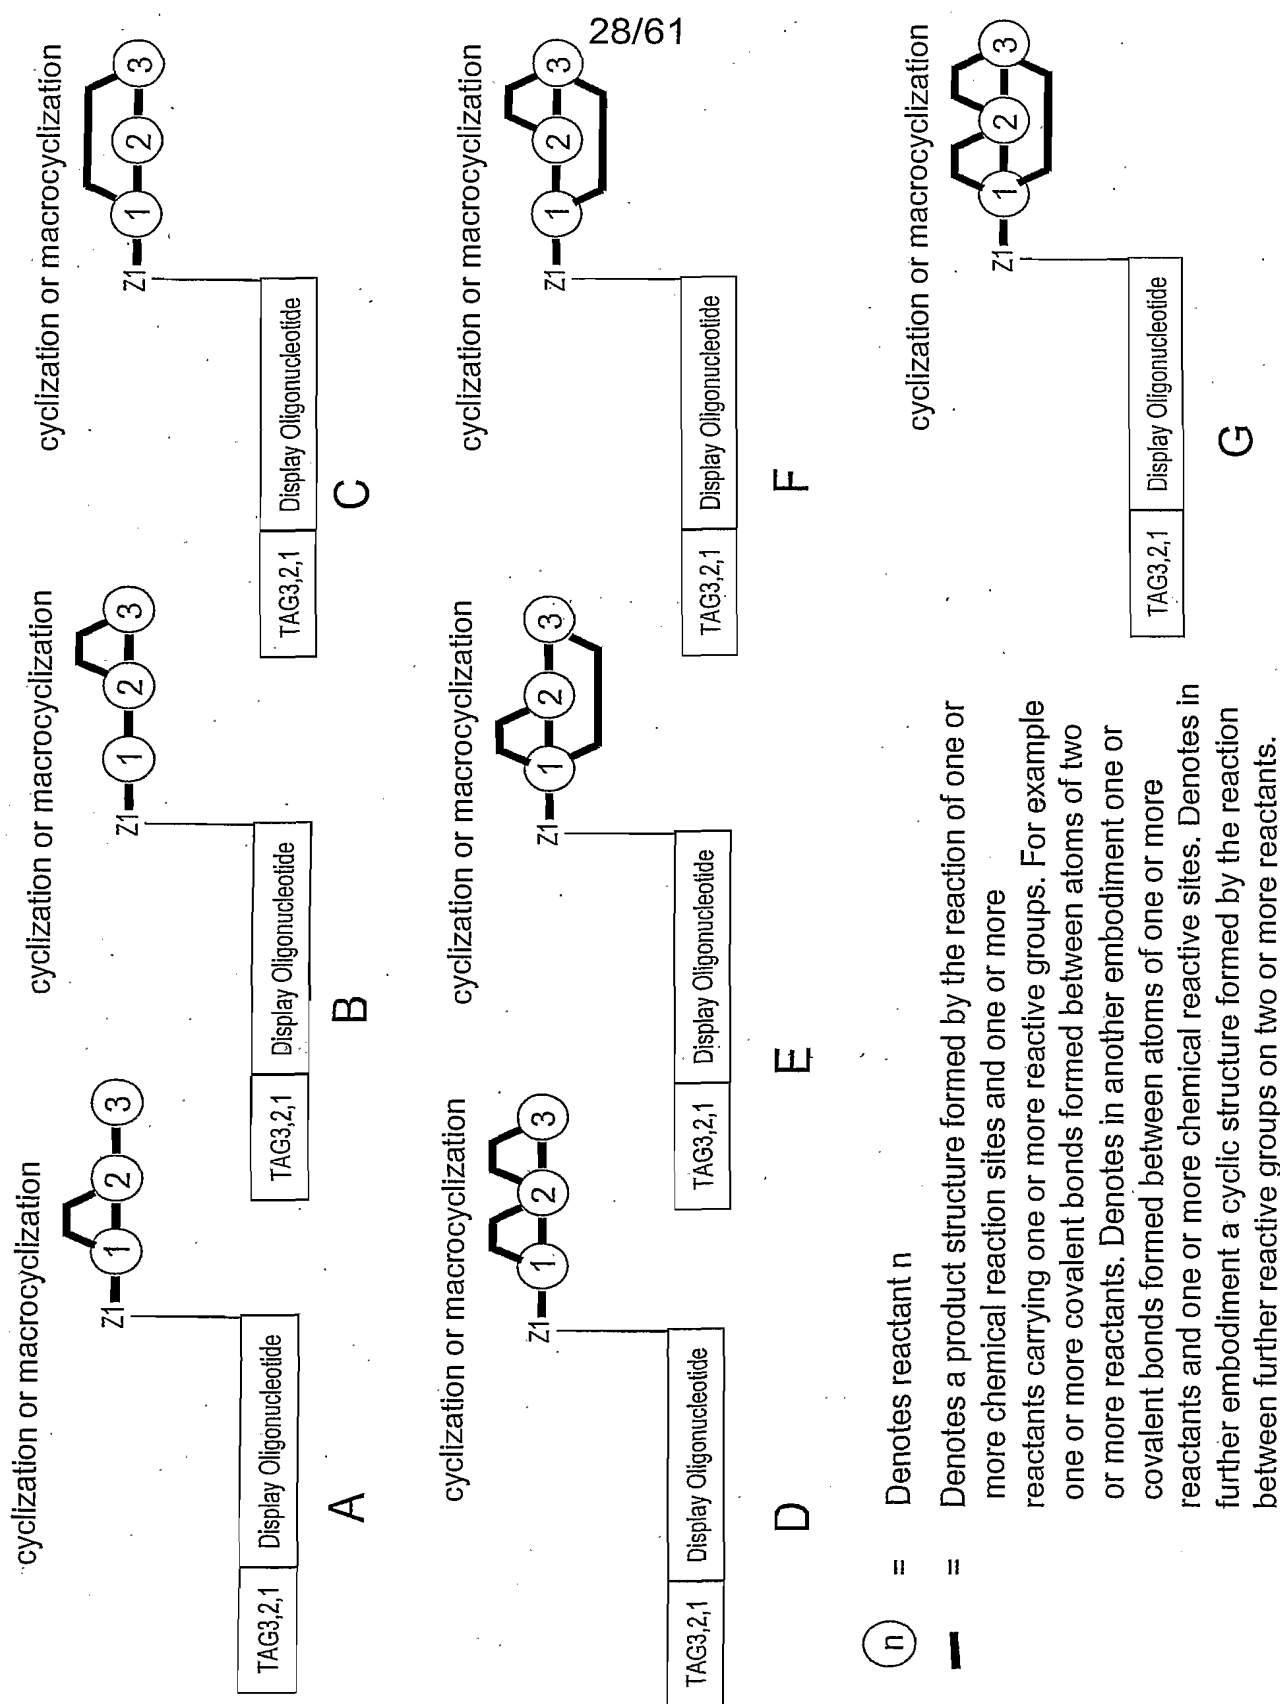 28/61
cyclization or macrocyclization
1 2 3
Z1
TAG3,2,1 Display Oligonucleotide
A
cyclization or macrocyclization
1 2 3
Z1
TAG3,2,1 Display Oligonucleotide
B
cyclization or macrocyclization
1 2 3
Z1
TAG3,2,1 Display Oligonucleotide
C
cyclization or macrocyclization
1 2 3
Z1
TAG3,2,1 Display Oligonucleotide
D
cyclization or macrocyclization
1 2 3
Z1
TAG3,2,1 Display Oligonucleotide
E
cyclization or macrocyclization
1 2 3
Z1
TAG3,2,1 Display Oligonucleotide
F
cyclization or macrocyclization
1 2 3
Z1
TAG3,2,1 Display Oligonucleotide
G
n = Denotes reactant n
= Denotes a product structure formed by the reaction of one or
more chemical reaction sites and one or more
reactants carrying one or more reactive groups. For example
one or more covalent bonds formed between atoms of two
or more reactants. Denotes in another embodiment one or
covalent bonds formed between atoms of one or more
reactants and one or more chemical reactive sites. Denotes in
further embodiment a cyclic structure formed by the reaction
between further reactive groups on two or more reactants.